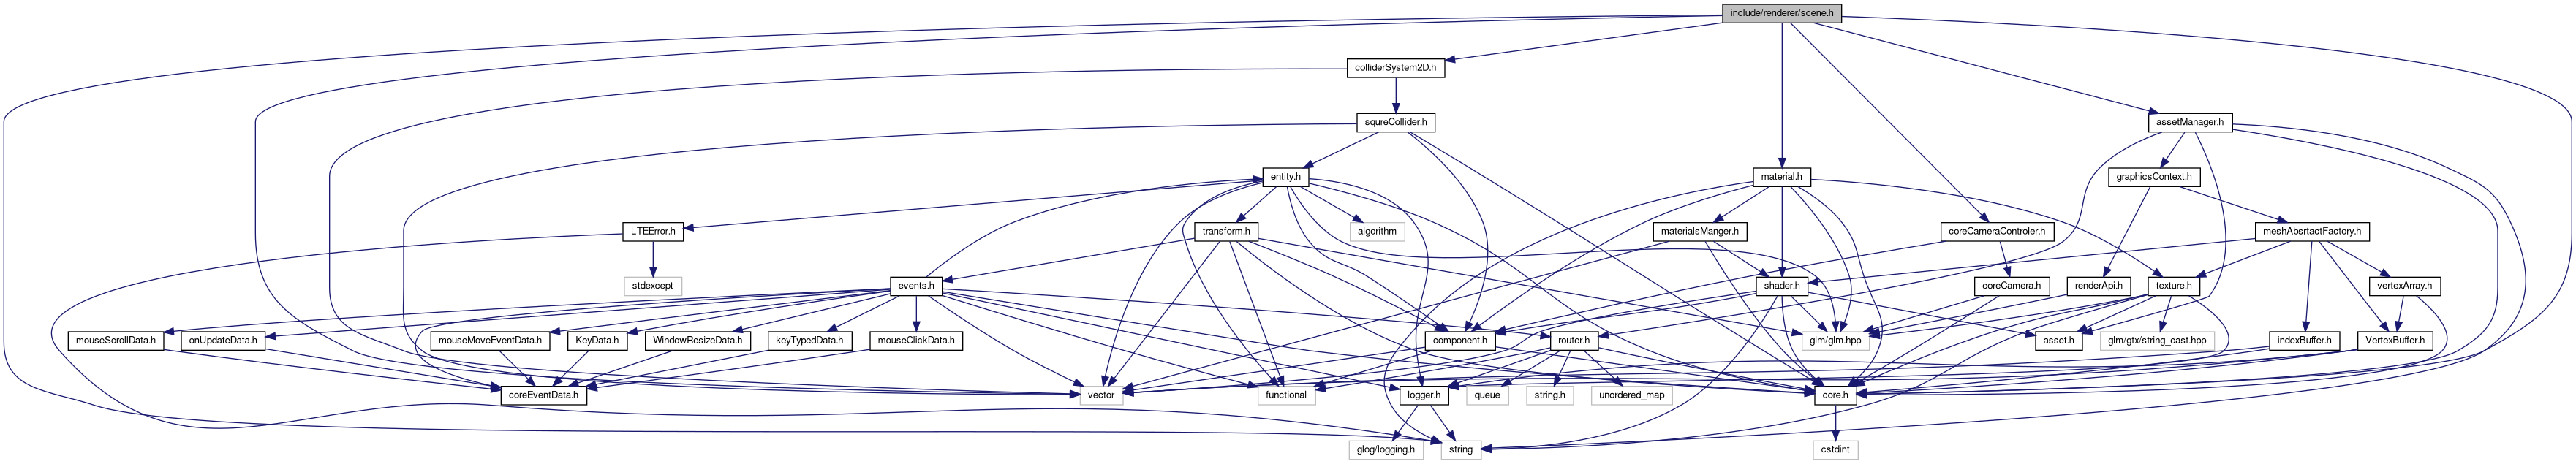 include/renderer/scene.h
colliderSystem2D.h
squreCollider.h
assetManager.h
entity.h
material.h
graphicsContext.h
LTEError.h
transform.h
algorithm
materialsManger.h
coreCameraControler.h
meshAbsrtactFactory.h
stdexcept
events.h
shader.h
coreCamera.h
renderApi.h
texture.h
vertexArray.h
mouseScrollData.h
onUpdateData.h
mouseMoveEventData.h
KeyData.h
WindowResizeData.h
keyTypedData.h
mouseClickData.h
component.h
router.h
glm/glm.hpp
asset.h
glm/gtx/string_cast.hpp
indexBuffer.h
VertexBuffer.h
coreEventData.h
vector
functional
logger.h
queue
string.h
unordered_map
core.h
glog/logging.h
string
cstdint